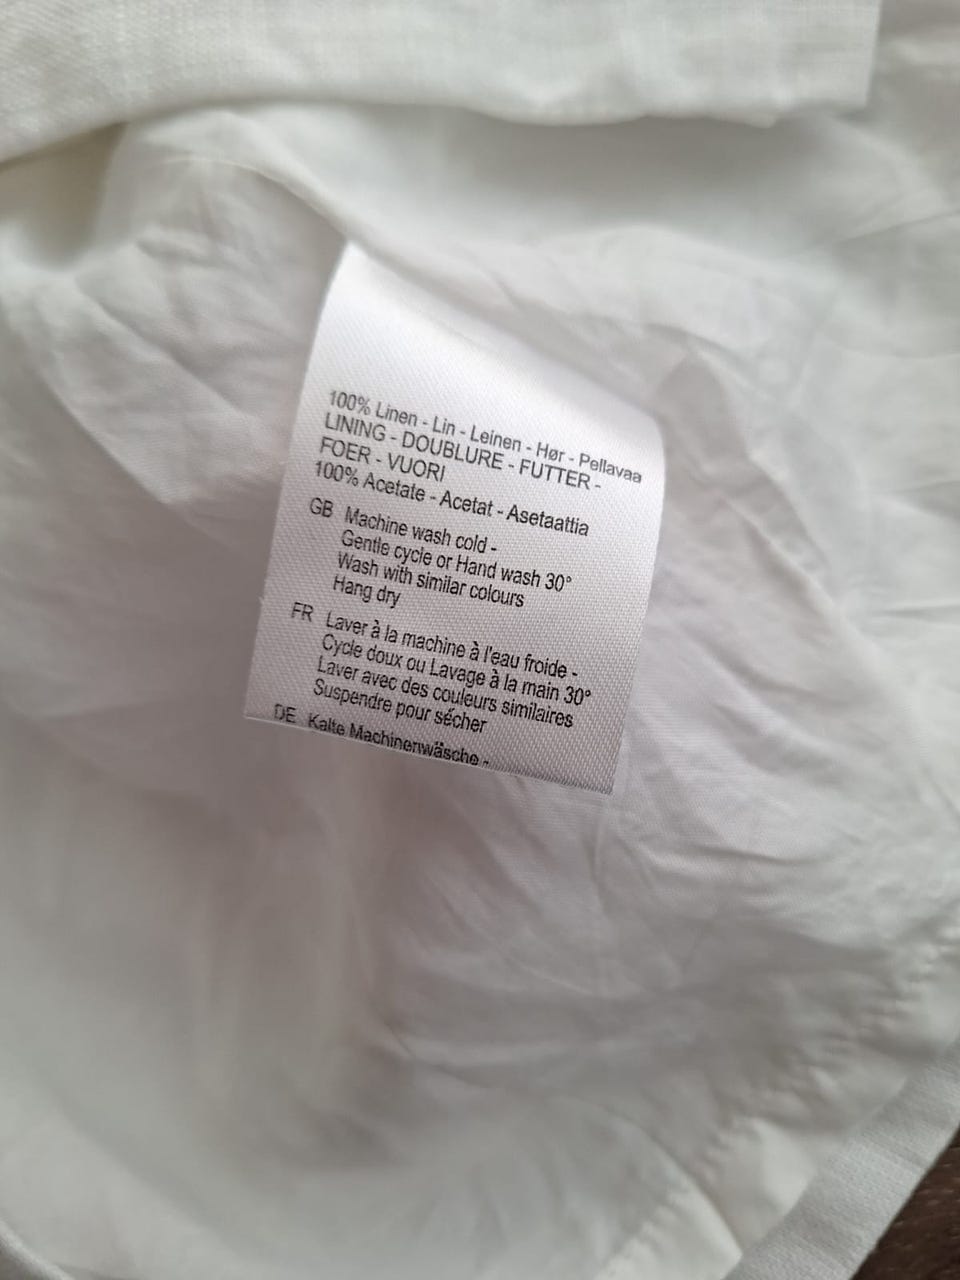 100% Linen - Lin - Leinen - Hør - Pellavaa
LINING - DOUBLURE - FUTTER -
FOER - VUORI
100% Acetate - Acetat - Asetaattia
GB Machine wash cold -
Gentle cycle or Hand wash 30°
Wash with similar colours
Hang dry
FR Laver à la machine à l'eau froide -
Cycle doux ou Lavage à la main 30°
Laver avec des couleurs similaires
Suspendre pour sécher
DE Kalte Machinenwäsche -